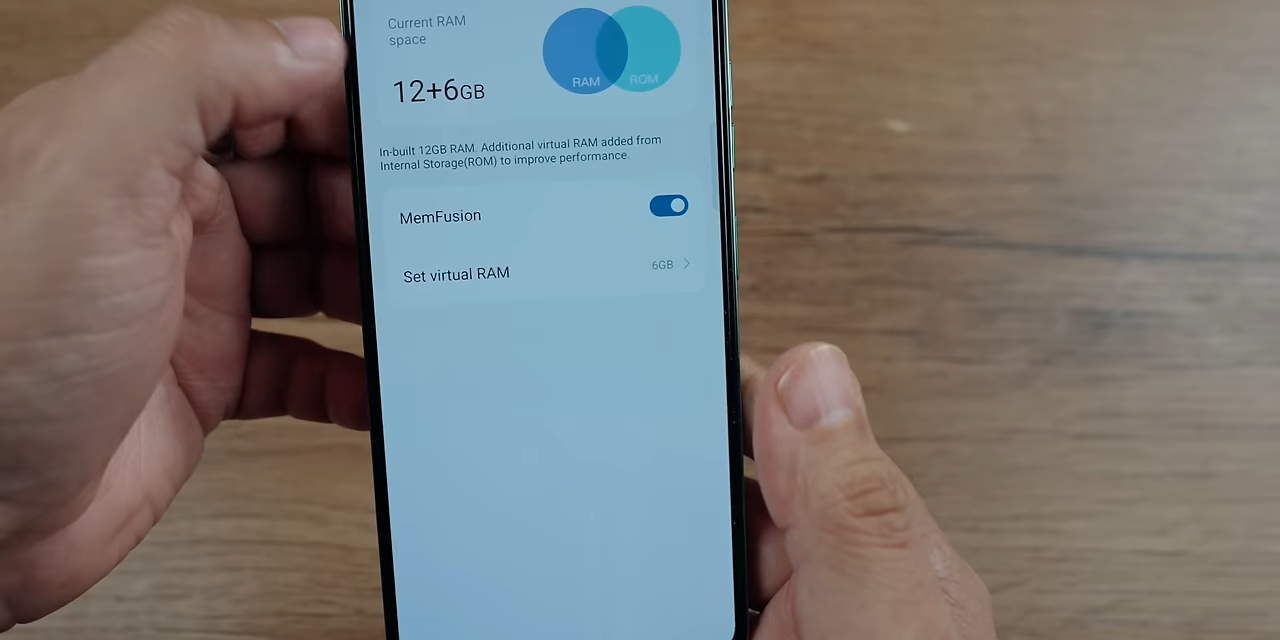 Current RAM
space
12+6GB
RAM
ROM
In-built 12GB RAM. Additional virtual RAM added from
Internal Storage(ROM) to improve performance.
MemFusion
Set virtual RAM
6GB